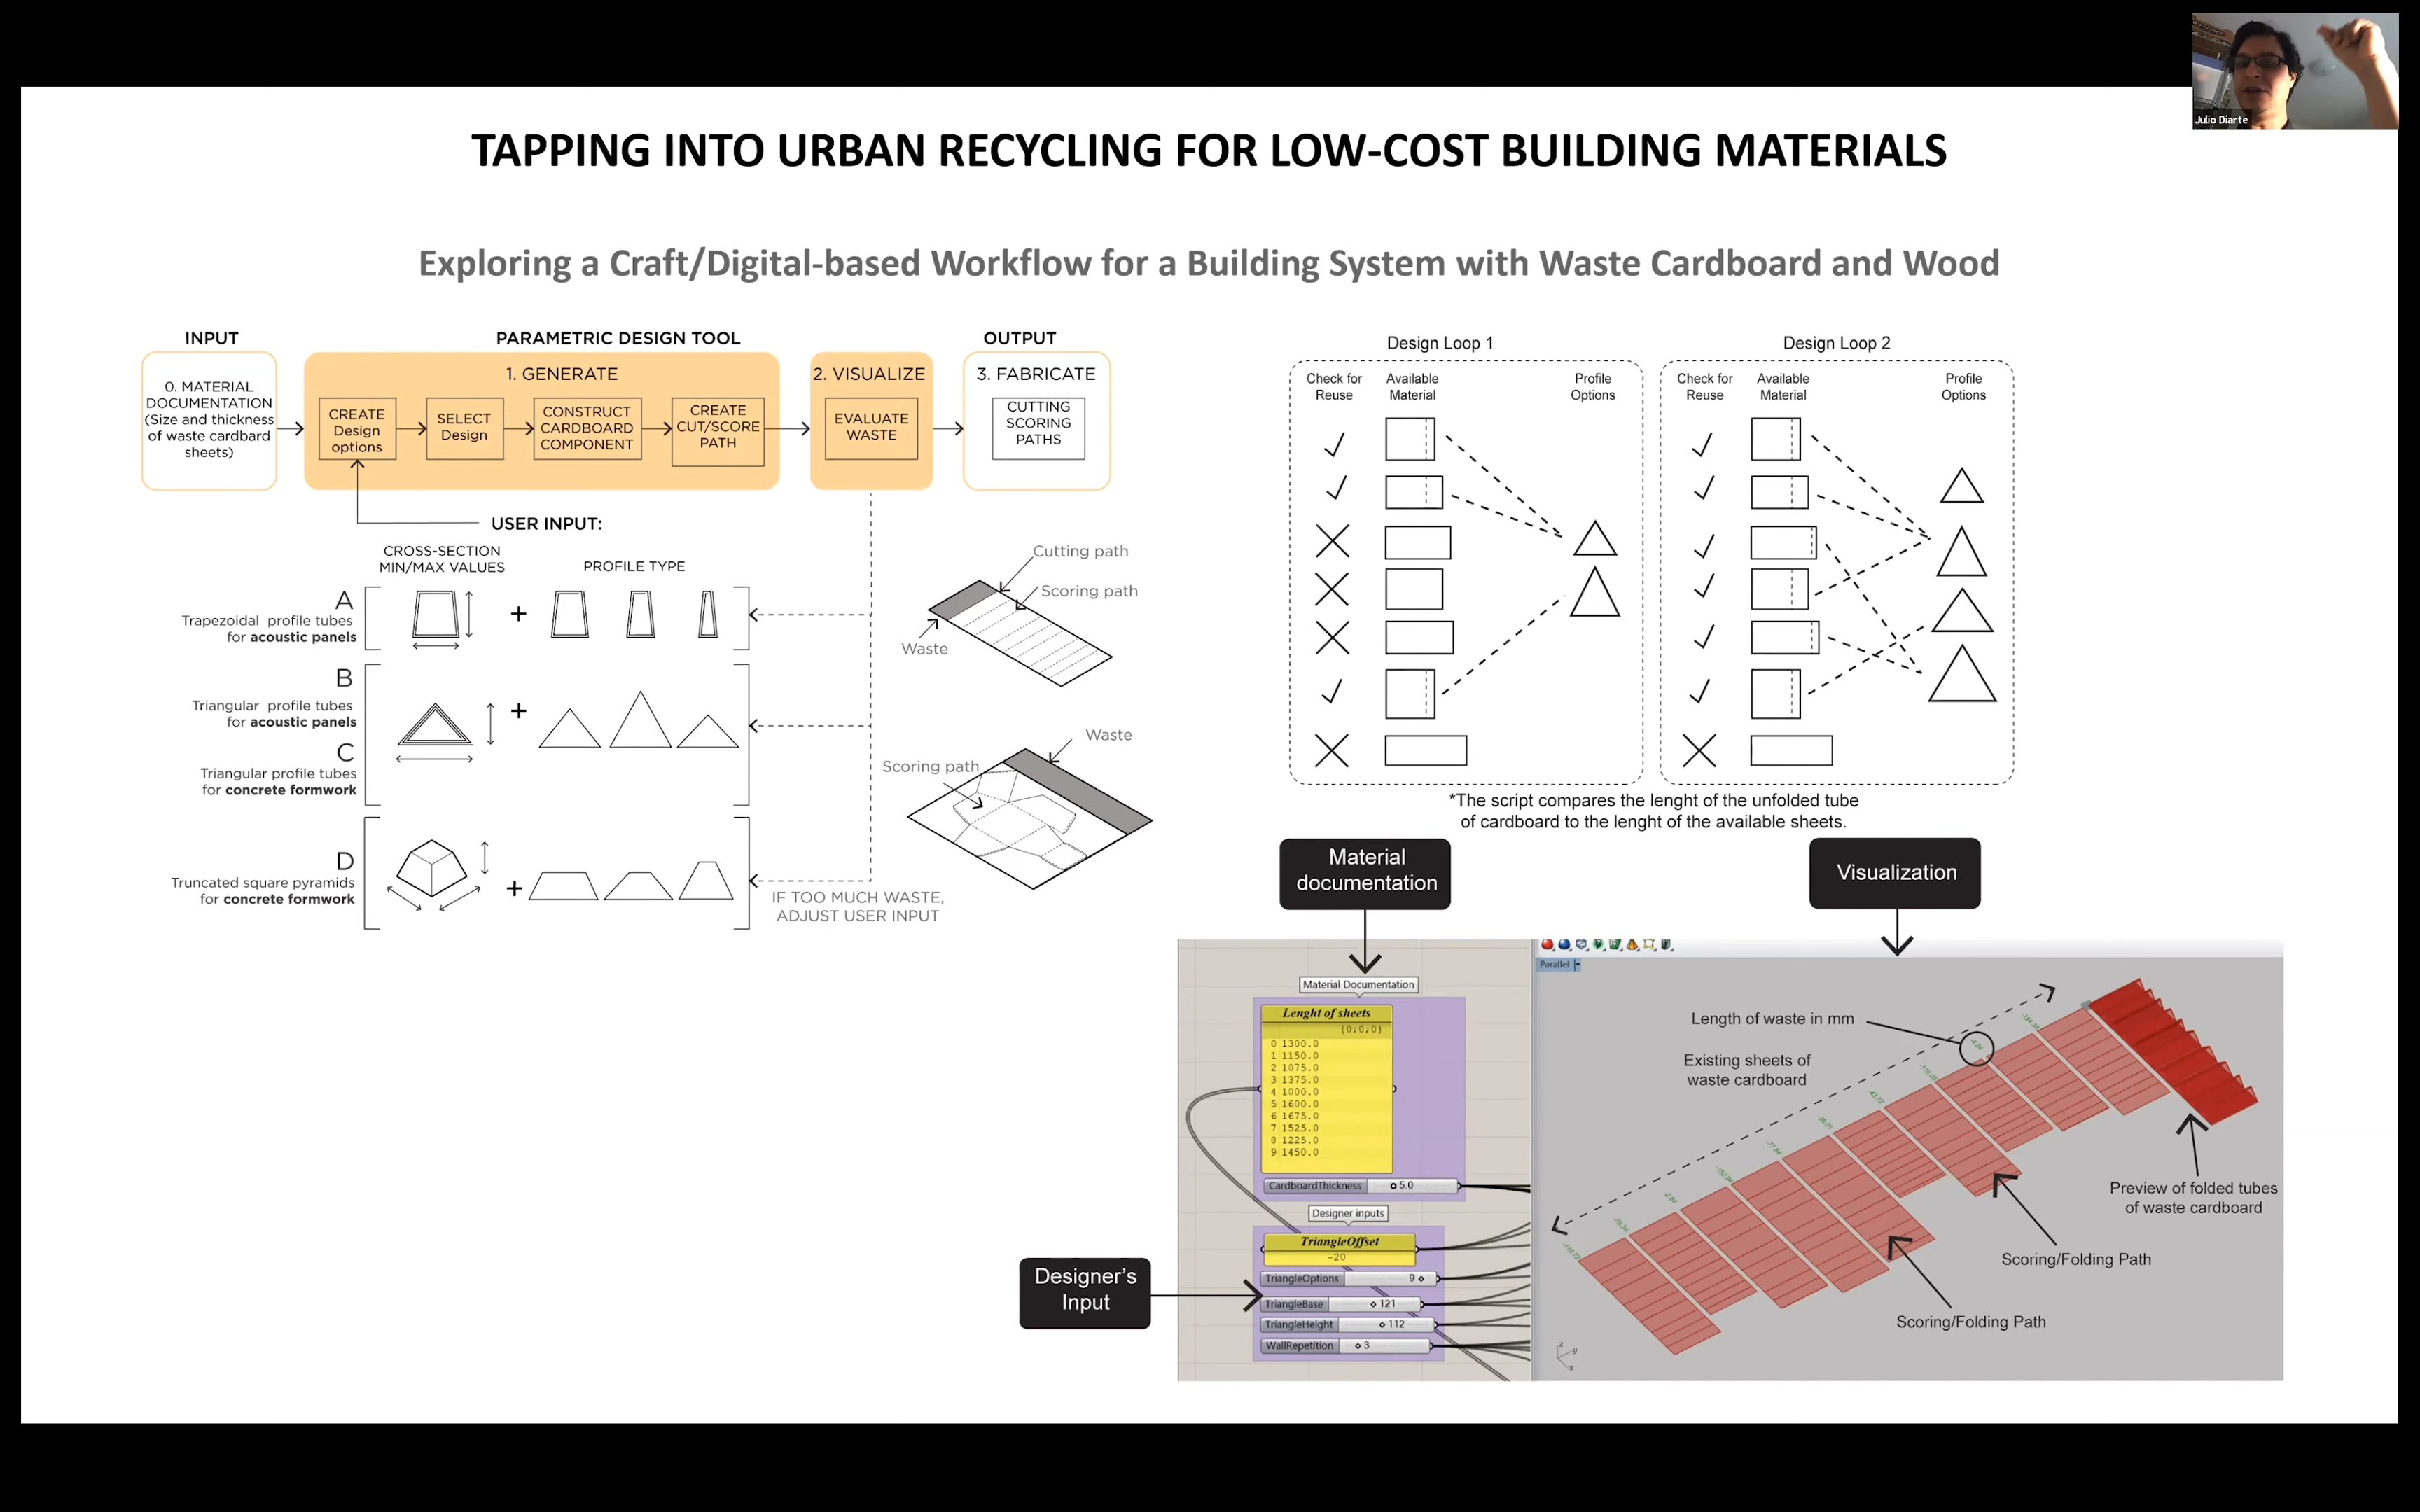 Julio Diarte
TAPPING INTO URBAN RECYCLING FOR LOW-COST BUILDING MATERIALS
Exploring a Craft/Digital-based Workflow for a Building System with Waste Cardboard and Wood
INPUT
0. MATERIAL
DOCUMENTATION
(Size and thickness
of waste cardbard
sheets)
PARAMETRIC DESIGN TOOL
1. GENERATE
CREATE
Design
options
SELECT
Design
CONSTRUCT
CARDBOARD
COMPONENT
CREATE
CUT/SCORE
PATH
2. VISUALIZE
EVALUATE
WASTE
OUTPUT
3. FABRICATE
CUTTING
SCORING
PATHS
USER INPUT:
CROSS-SECTION
MIN/MAX VALUES
PROFILE TYPE
A
Trapezoidal profile tubes
for acoustic panels
+
B
Triangular profile tubes
for acoustic panels
+
C
Triangular profile tubes
for concrete formwork
D
Truncated square pyramids
for concrete formwork
+
IF TOO MUCH WASTE,
ADJUST USER INPUT
Cutting path
Scoring path
Waste
Waste
Scoring path
Design Loop 1
Check for
Reuse
Available
Material
Profile
Options
Design Loop 2
Check for
Reuse
Available
Material
Profile
Options
*The script compares the lenght of the unfolded tube
of cardboard to the lenght of the available sheets.
Material
documentation
Visualization
Designer's
Input
Material Documentation
Lenght of sheets
{0;0;0}
0 1300.0
1 1150.0
2 1075.0
3 1375.0
4 1000.0
5 1600.0
6 1675.0
7 1525.0
8 1225.0
9 1450.0
CardboardThickness 5.0
Designer inputs
TriangleOffset
-20
TriangleOptions 9
TriangleBase 121
TriangleHeight 112
WallRepetition 3
Parallel
Length of waste in mm
Existing sheets of
waste cardboard
Preview of folded tubes
of waste cardboard
Scoring/Folding Path
Scoring/Folding Path
z
y
x